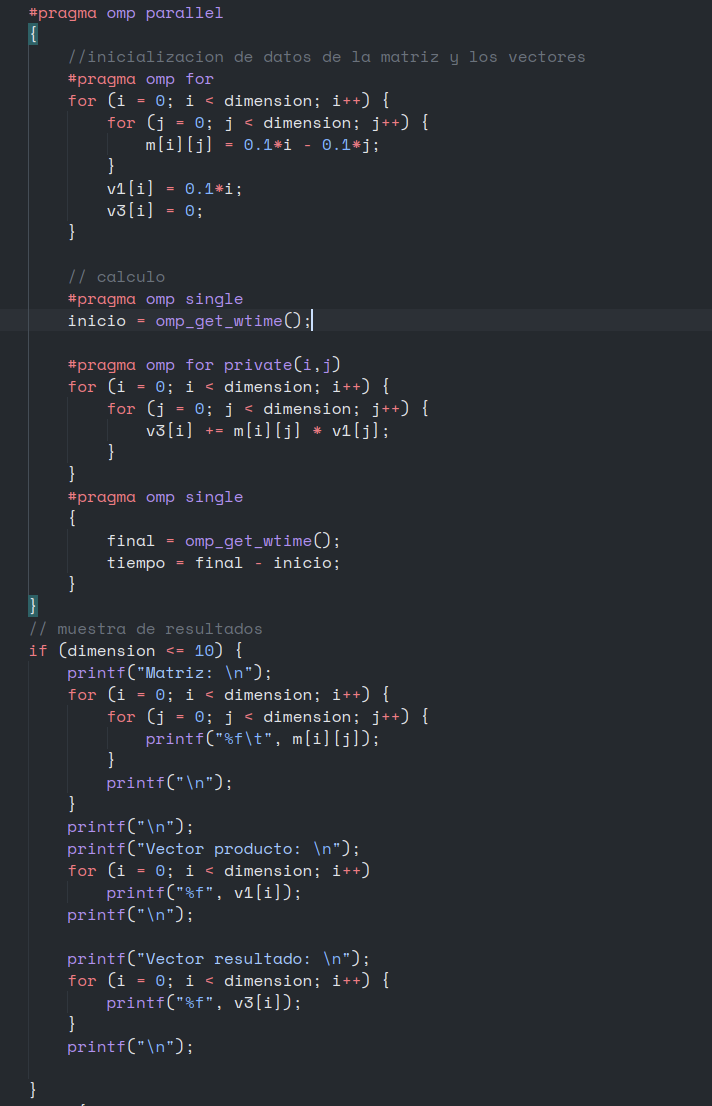 #pragma omp parallel
{
    //inicializacion de datos de la matriz y los vectores
    #pragma omp for
    for (i = 0; i < dimension; i++) {
        for (j = 0; j < dimension; j++) {
            m[i][j] = 0.1*i - 0.1*j;
        }
        v1[i] = 0.1*i;
        v3[i] = 0;
    }

    // calculo
    #pragma omp single
    inicio = omp_get_wtime();

    #pragma omp for private(i,j)
    for (i = 0; i < dimension; i++) {
        for (j = 0; j < dimension; j++) {
            v3[i] += m[i][j] * v1[j];
        }
    }
    #pragma omp single
    {
        final = omp_get_wtime();
        tiempo = final - inicio;
    }
}
// muestra de resultados
if (dimension <= 10) {
    printf("Matriz: \n");
    for (i = 0; i < dimension; i++) {
        for (j = 0; j < dimension; j++) {
            printf("%f\t", m[i][j]);
        }
        printf("\n");
    }
    printf("\n");
    printf("Vector producto: \n");
    for (i = 0; i < dimension; i++)
        printf("%f", v1[i]);
    printf("\n");

    printf("Vector resultado: \n");
    for (i = 0; i < dimension; i++) {
        printf("%f", v3[i]);
    }
    printf("\n");

}